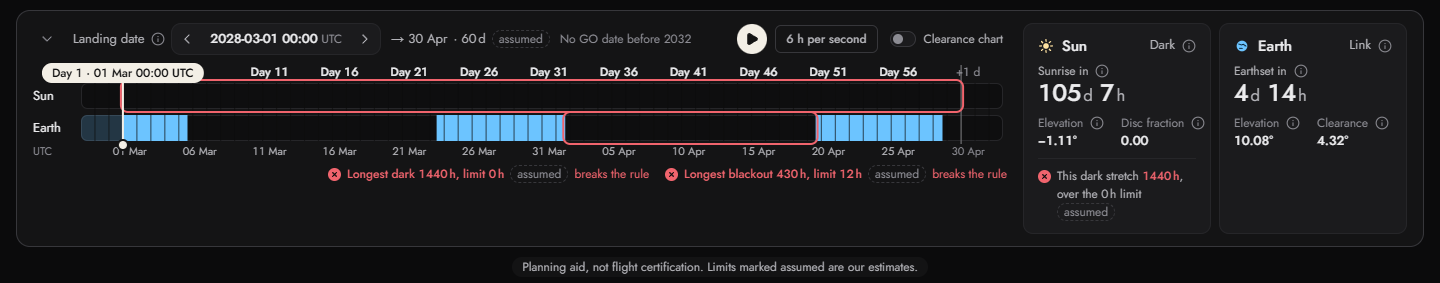 Landing date 2028-03-01 00:00 UTC → 30 Apr · 60 d assumed No GO date before 2032 6 h per second Clearance chart
Day 1 · 01 Mar 00:00 UTC Day 11 Day 16 Day 21 Day 26 Day 31 Day 36 Day 41 Day 46 Day 51 Day 56 +1 d
Sun
Earth
UTC 01 Mar 06 Mar 11 Mar 16 Mar 21 Mar 26 Mar 31 Mar 05 Apr 10 Apr 15 Apr 20 Apr 25 Apr 30 Apr
Longest dark 1440 h, limit 0 h assumed breaks the rule Longest blackout 430 h, limit 12 h assumed breaks the rule
Sun Dark
Sunrise in
105 d 7 h
Elevation Disc fraction
−1.11° 0.00
This dark stretch 1440 h,
over the 0 h limit
assumed
Earth Link
Earthset in
4 d 14 h
Elevation Clearance
10.08° 4.32°
Planning aid, not flight certification. Limits marked assumed are our estimates.